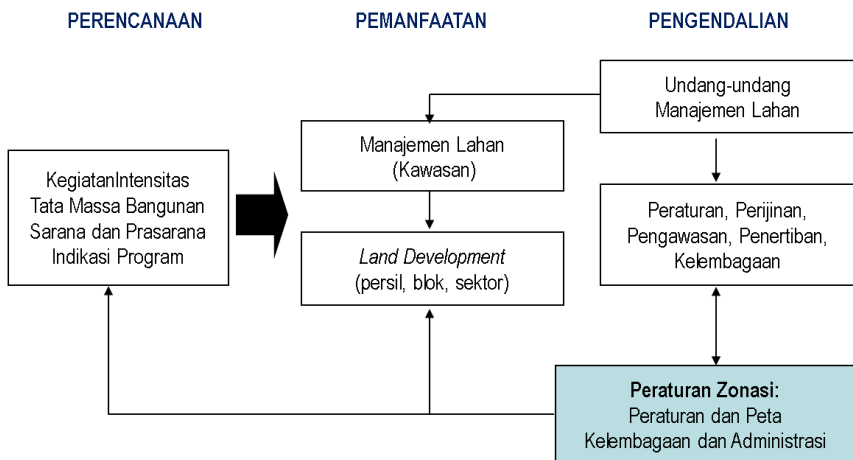 PERENCANAAN
PEMANFAATAN
PENGENDALIAN
KegiatanIntensitas
Tata Massa Bangunan
Sarana dan Prasarana
Indikasi Program
Manajemen Lahan
(Kawasan)
Land Development
(persil, blok, sektor)
Undang-undang
Manajemen Lahan
Peraturan, Perijinan,
Pengawasan, Penertiban,
Kelembagaan
Peraturan Zonasi:
Peraturan dan Peta
Kelembagaan dan Administrasi